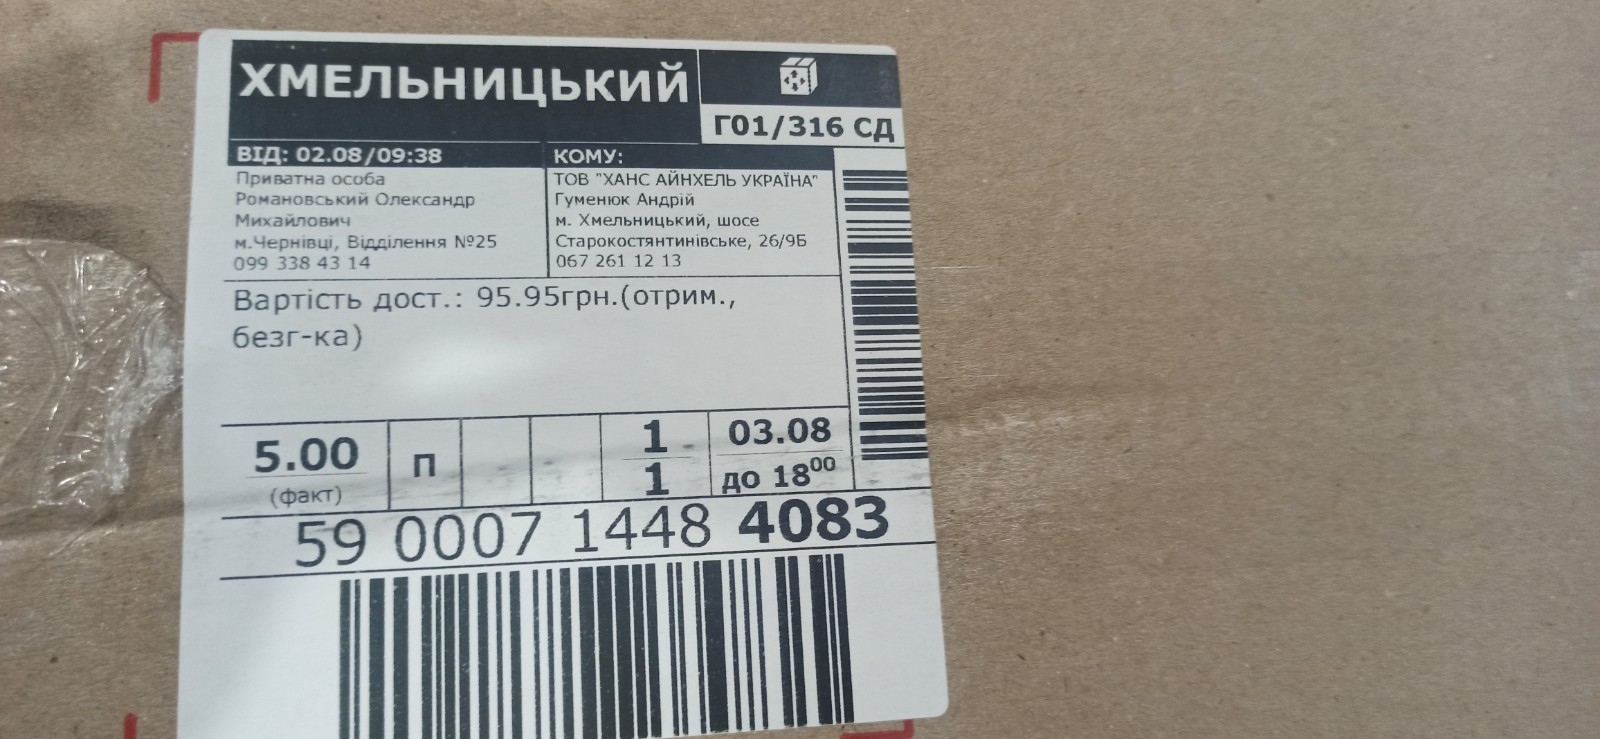 ХМЕЛЬНИЦЬКИЙ
Г01/316 СД
ВІД: 02.08/09:38
Приватна особа
Романовський Олександр
Михайлович
м.Чернівці, Відділення №25
099 338 43 14
КОМУ:
ТОВ "ХАНС АЙНХЕЛЬ УКРАЇНА"
Гуменюк Андрій
м. Хмельницький, шосе
Старокостянтинівське, 26/9Б
067 261 12 13
Вартість дост.: 95.95грн.(отрим.,
безг-ка)
5.00
(факт)
П
1
1
03.08
до 18⁰⁰
59 0007 1448 4083